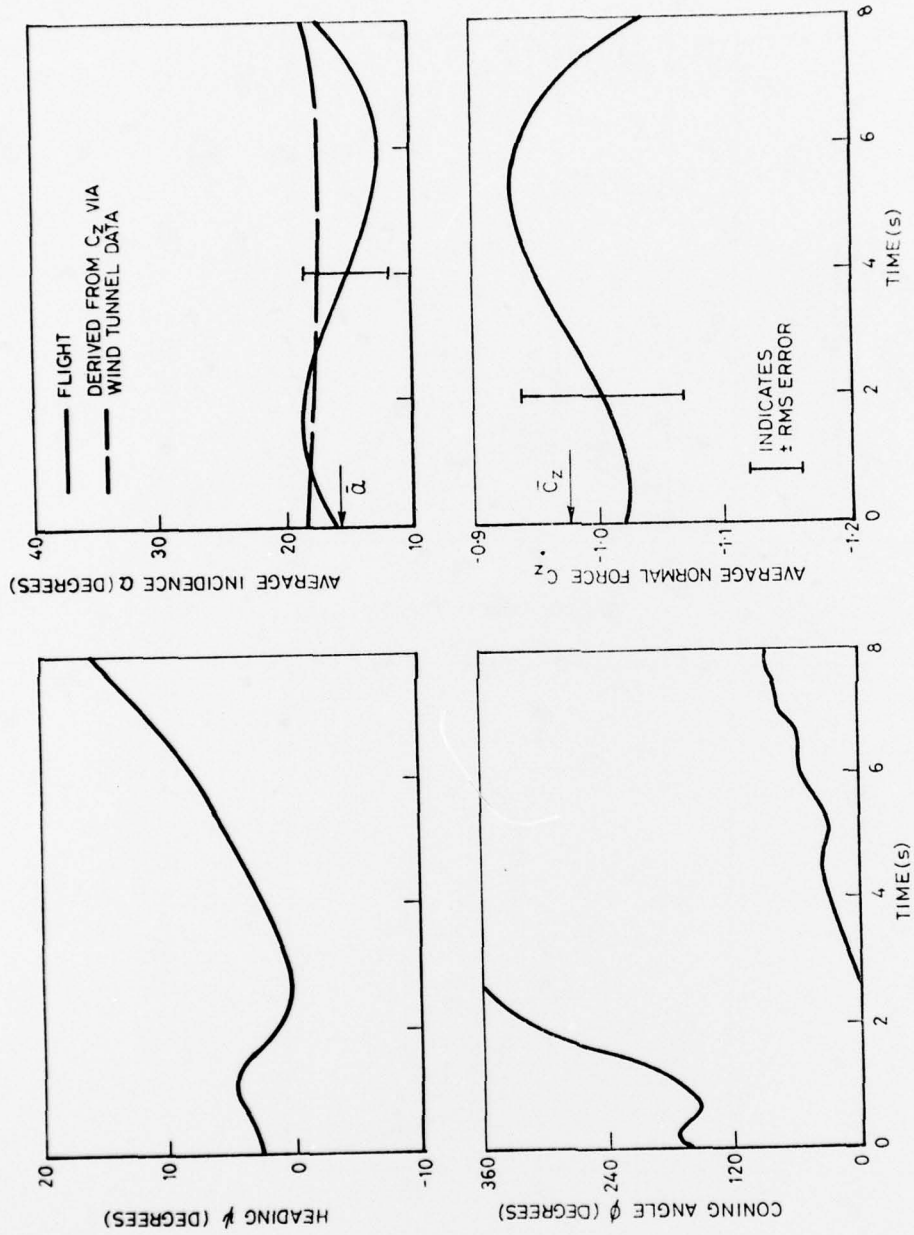 HEADING ψ (DEGREES)
20
10
0
-10
AVERAGE INCIDENCE α (DEGREES)
40
30
20
10
FLIGHT
DERIVED FROM CZ VIA
WIND TUNNEL DATA
ᾱ
CONING ANGLE ϕ (DEGREES)
360
240
120
0
0
2
4
6
8
TIME(s)
AVERAGE NORMAL FORCE CZ
-0.9
-1.0
-1.1
-1.2
C̄Z
INDICATES
± RMS ERROR
0
2
4
6
8
TIME(s)